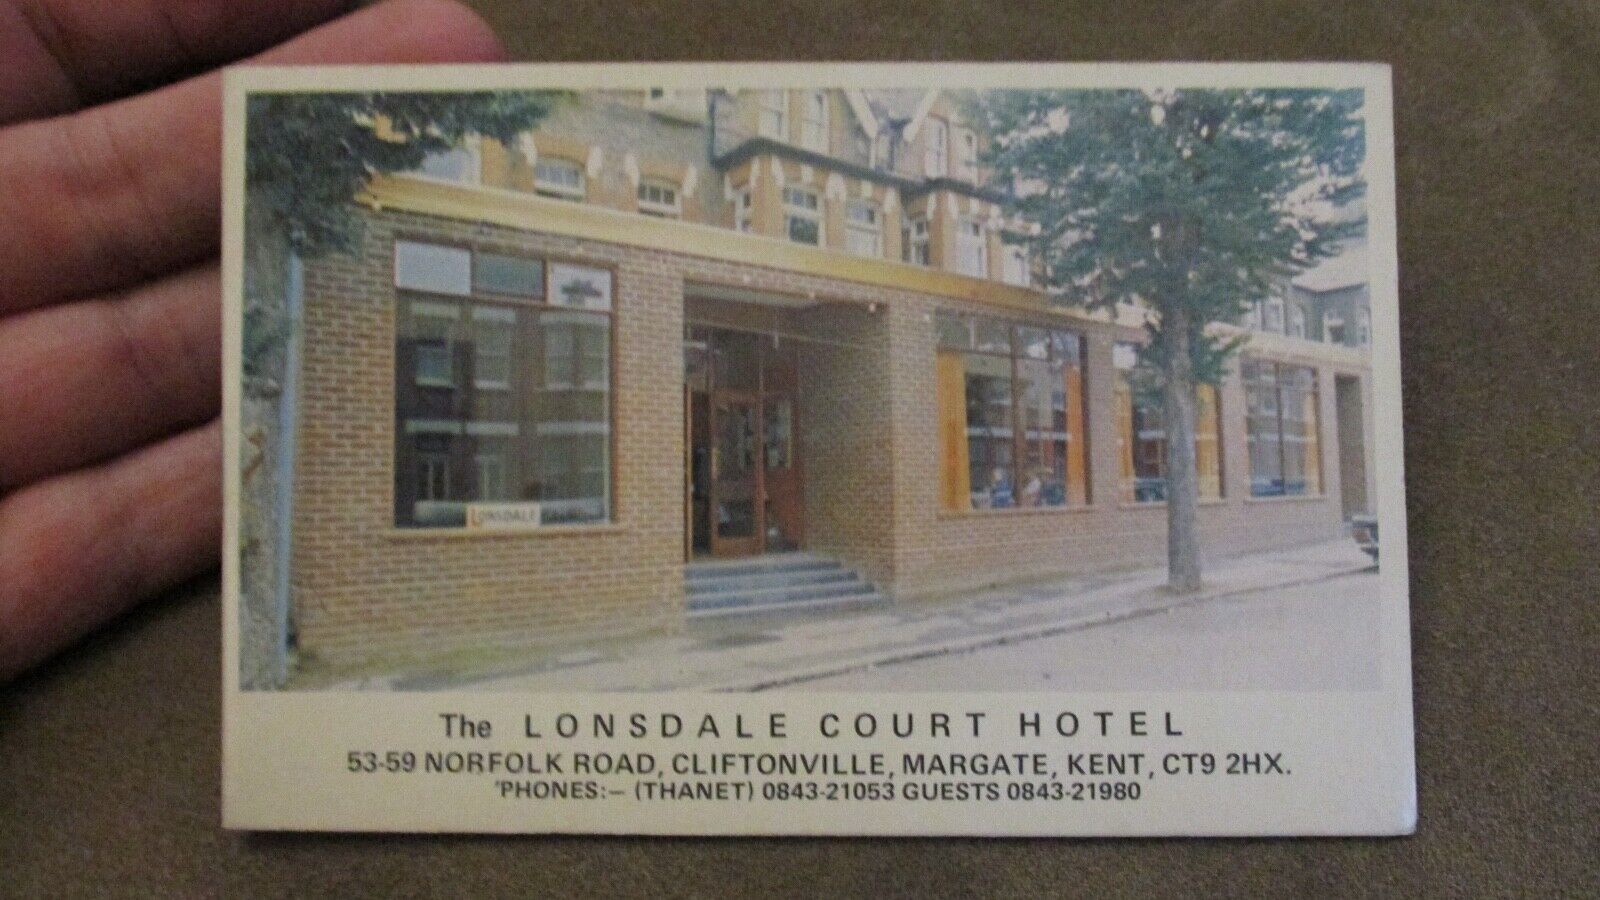 LONSDALE
The LONSDALE COURT HOTEL
53-59 NORFOLK ROAD, CLIFTONVILLE, MARGATE, KENT, CT9 2HX.
'PHONES:— (THANET) 0843-21053 GUESTS 0843-21980